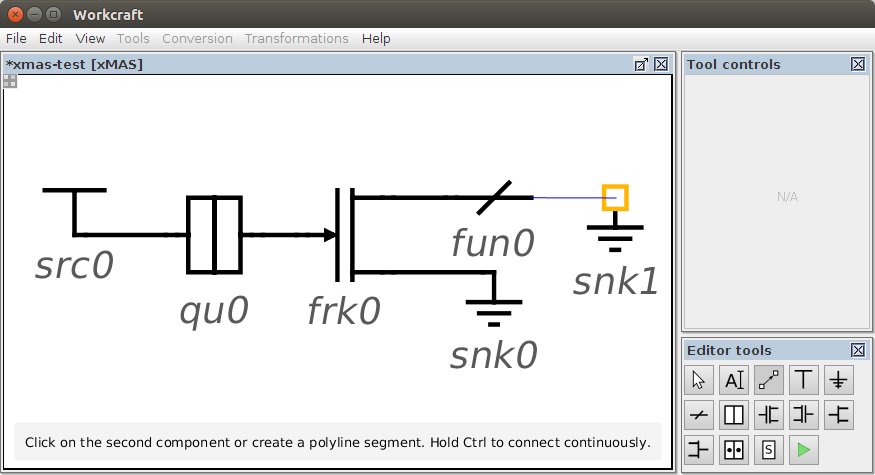 Workcraft
File Edit View Tools Conversion Transformations Help
*xmas-test [xMAS]
Tool controls
N/A
src0
qu0
frk0
fun0
snk0
snk1
Editor tools
A
S
Click on the second component or create a polyline segment. Hold Ctrl to connect continuously.